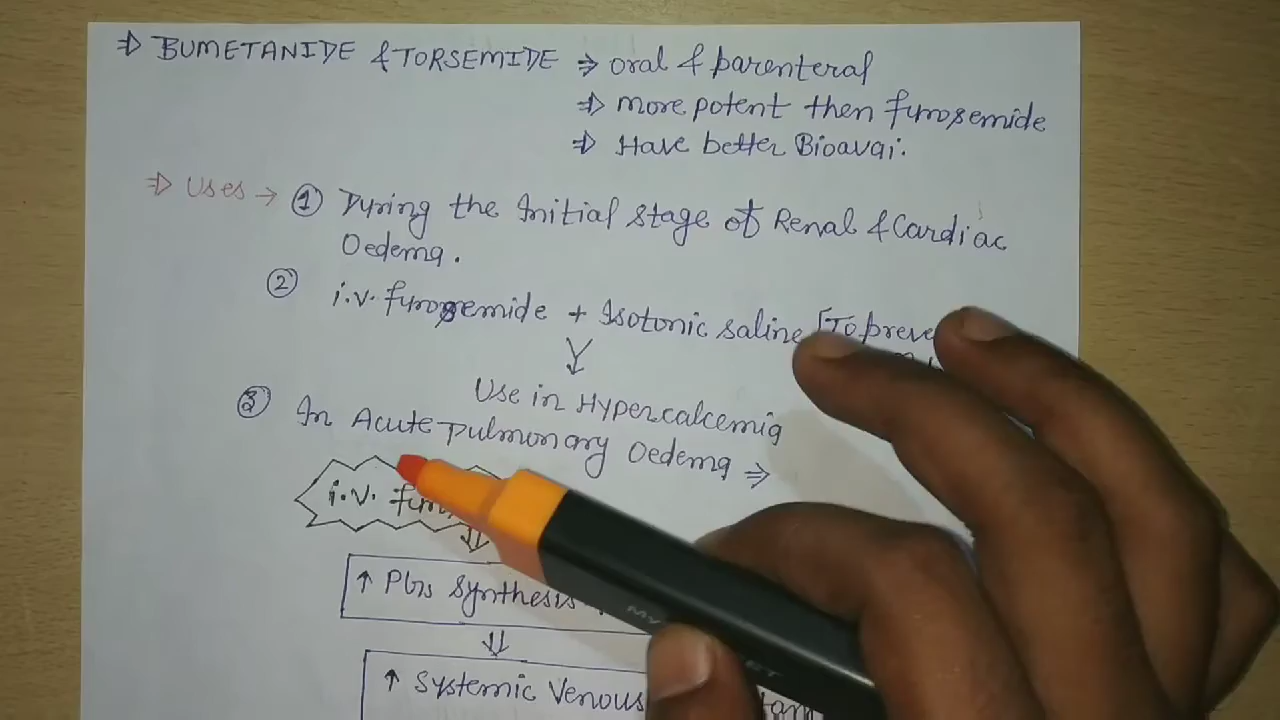 ⇒ BUMETANIDE & TORSEMIDE ⇒ oral & parenteral
⇒ more potent then furosemide
⇒ Have better Bioavai.
⇒ Uses → ① During the Initial stage of Renal & Cardiac
Oedema.
② i.v. furosemide + Isotonic saline [To preve
Use in Hypercalcemia
③ In Acute Pulmonary Oedema ⇒
i.v.
↑ PGs synthesis
↑ Systemic Venous